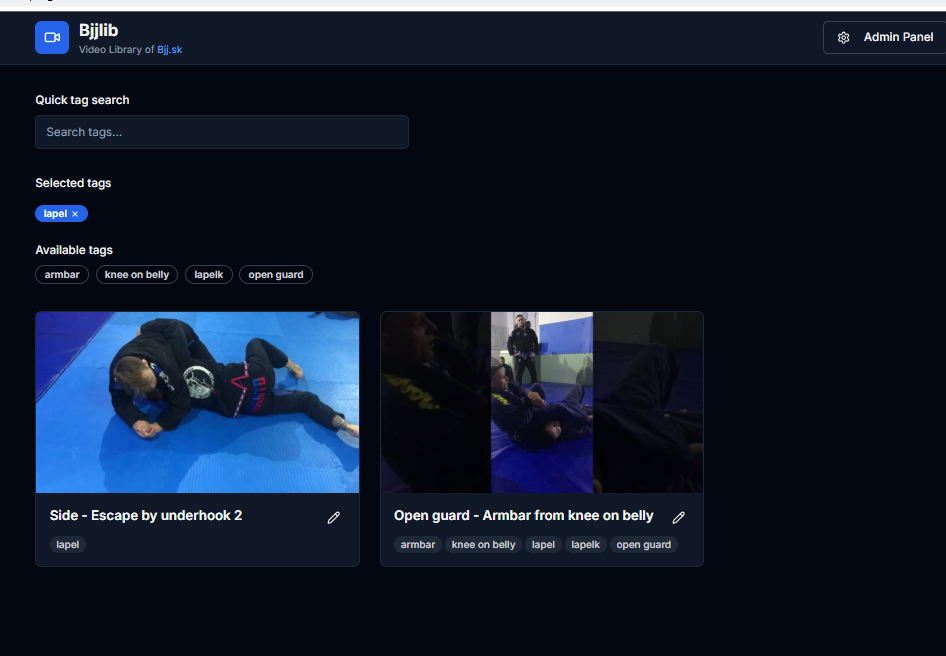 Bjjlib
Video Library of Bjj.sk
Admin Panel
Quick tag search
Search tags...
Selected tags
lapel ×
Available tags
armbar
knee on belly
lapelk
open guard
Side - Escape by underhook 2
lapel
Open guard - Armbar from knee on belly
armbar
knee on belly
lapel
lapelk
open guard